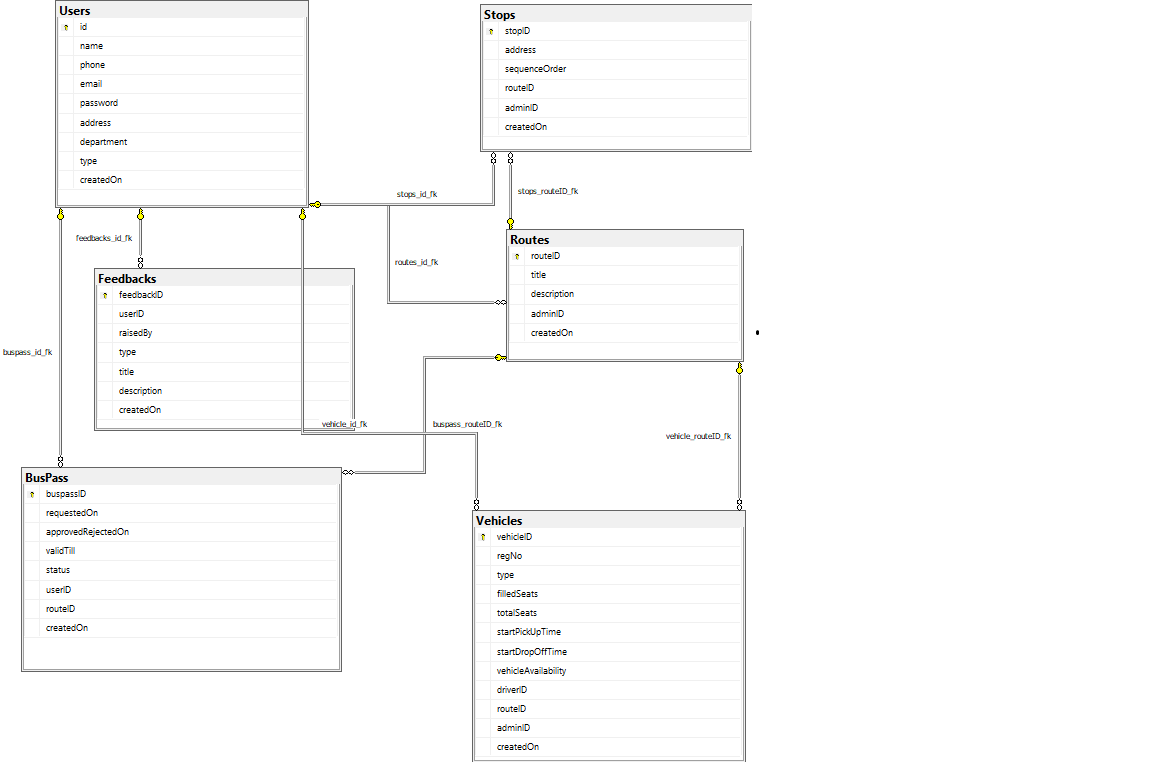 Users
id
name
phone
email
password
address
department
type
createdOn
Stops
stopID
address
sequenceOrder
routeID
adminID
createdOn
stops_id_fk
stops_routeID_fk
feedbacks_id_fk
routes_id_fk
Routes
routeID
title
description
adminID
createdOn
Feedbacks
feedbackID
userID
raisedBy
type
title
description
createdOn
buspass_id_fk
vehicle_id_fk
buspass_routeID_fk
vehicle_routeID_fk
BusPass
buspassID
requestedOn
approvedRejectedOn
validTill
status
userID
routeID
createdOn
Vehicles
vehicleID
regNo
type
filledSeats
totalSeats
startPickUpTime
startDropOffTime
vehicleAvailability
driverID
routeID
adminID
createdOn